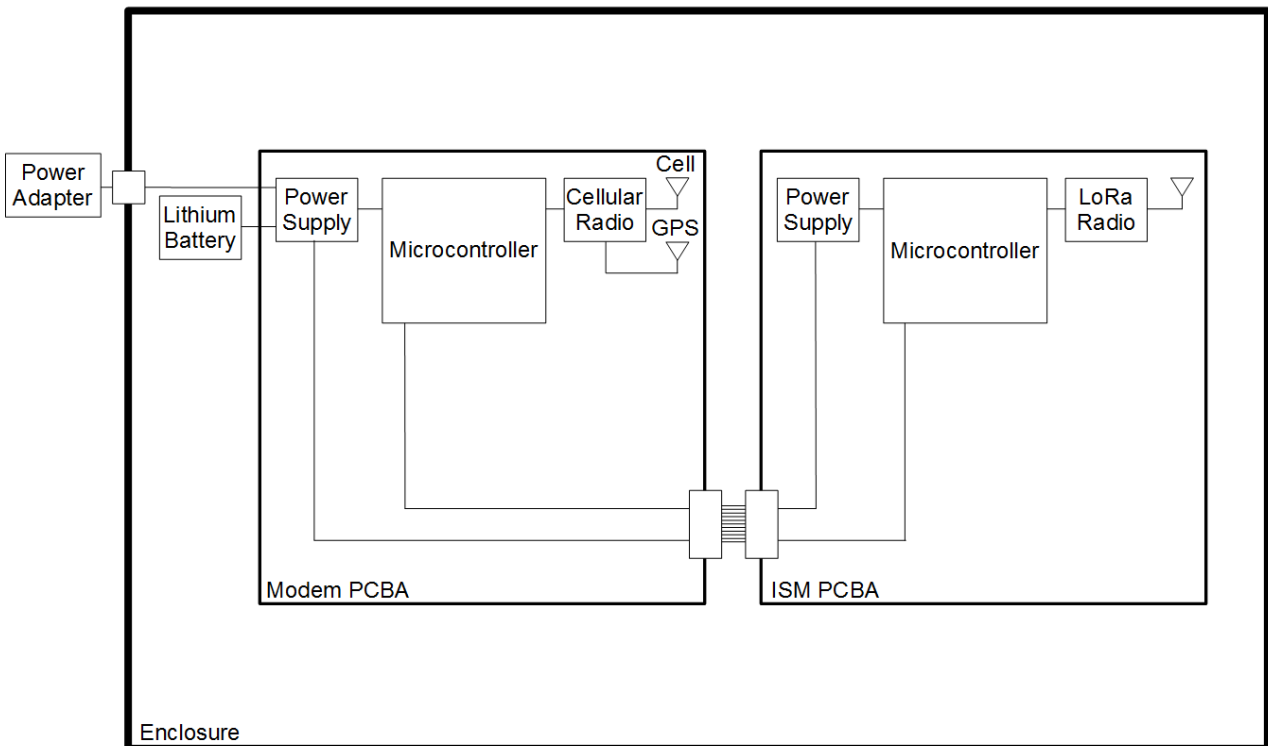 Power
Adapter
Lithium
Battery
Power
Supply
Microcontroller
Cellular
Radio
Cell
GPS
Modem PCBA
Power
Supply
Microcontroller
LoRa
Radio
ISM PCBA
Enclosure